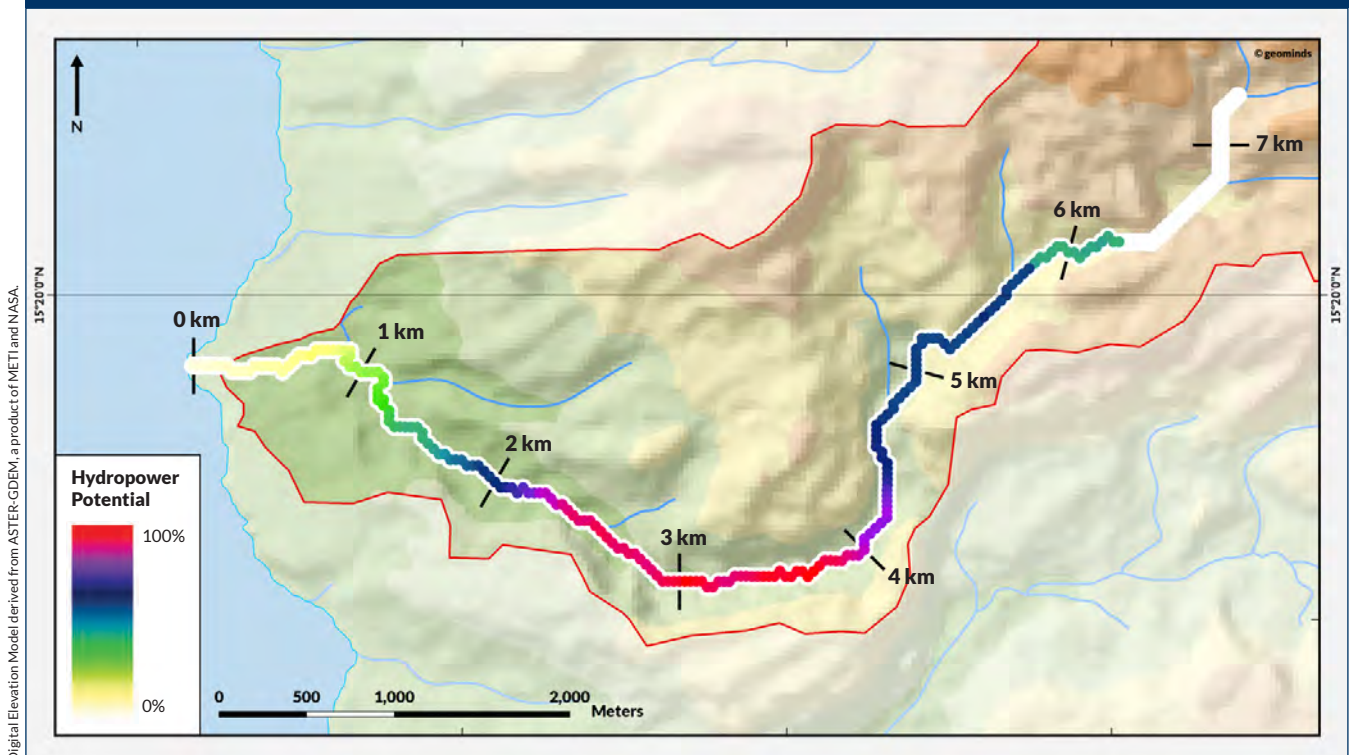 © geominds
N
7 km
6 km
15°20'0"N
15°20'0"N
0 km
1 km
5 km
2 km
Hydropower
Potential
100%
3 km
4 km
0%
0 500 1,000 2,000
Meters
Digital Elevation Model derived from ASTER-GDEM, a product of METI and NASA.